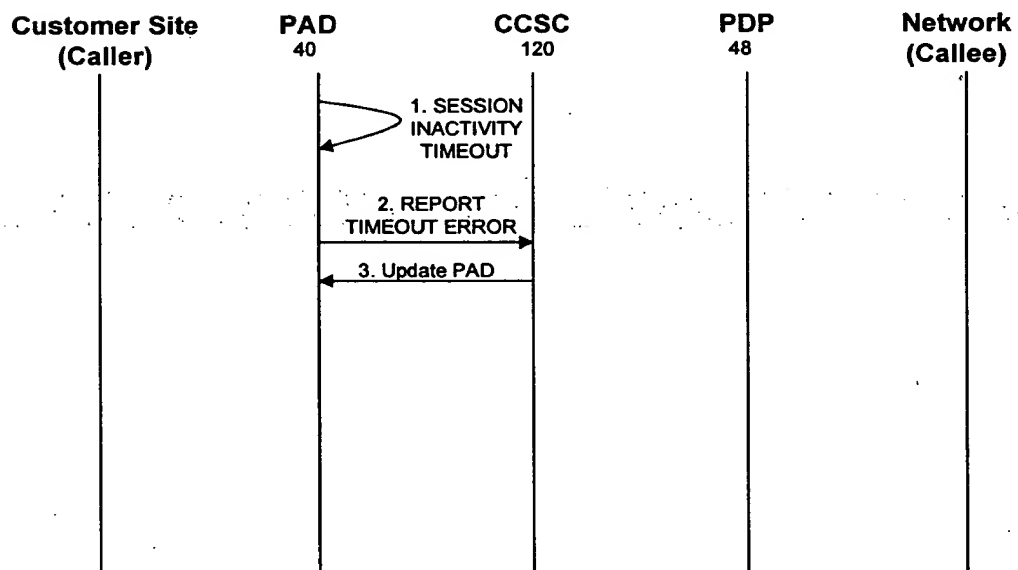 Customer Site
(Caller)
PAD
40
CCSC
120
PDP
48
Network
(Callee)
1. SESSION
INACTIVITY
TIMEOUT
2. REPORT
TIMEOUT ERROR
3. Update PAD